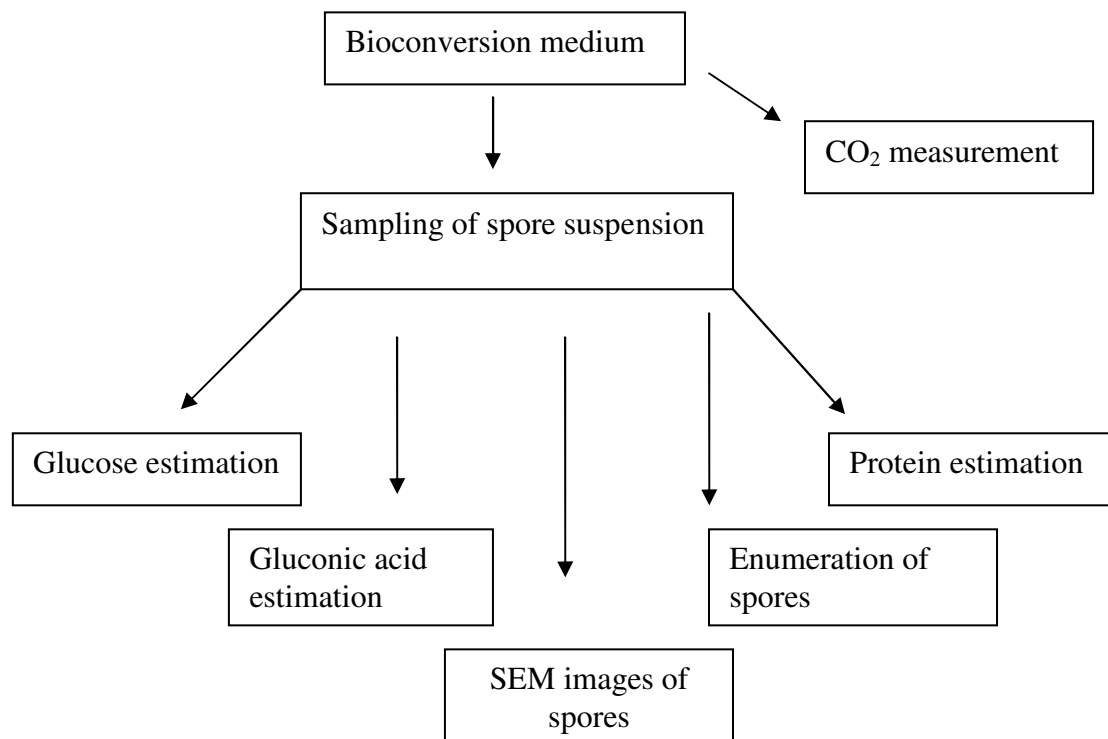 Bioconversion medium
CO₂ measurement
Sampling of spore suspension
Glucose estimation
Protein estimation
Gluconic acid
estimation
Enumeration of
spores
SEM images of
spores